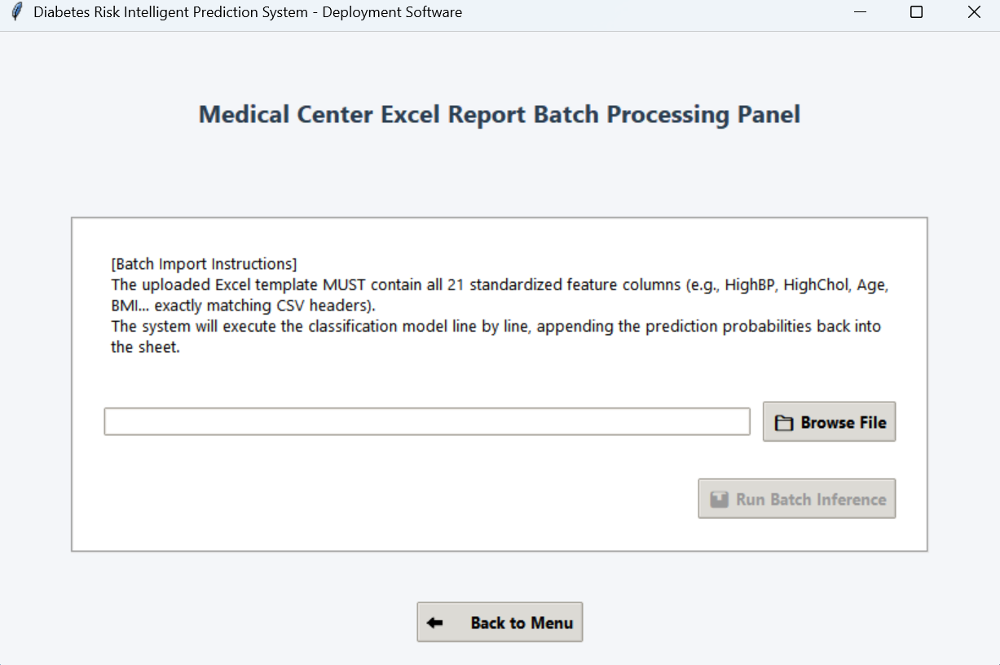 Diabetes Risk Intelligent Prediction System - Deployment Software
Medical Center Excel Report Batch Processing Panel
[Batch Import Instructions]
The uploaded Excel template MUST contain all 21 standardized feature columns (e.g., HighBP, HighChol, Age,
BMI... exactly matching CSV headers).
The system will execute the classification model line by line, appending the prediction probabilities back into
the sheet.
Browse File
Run Batch Inference
Back to Menu